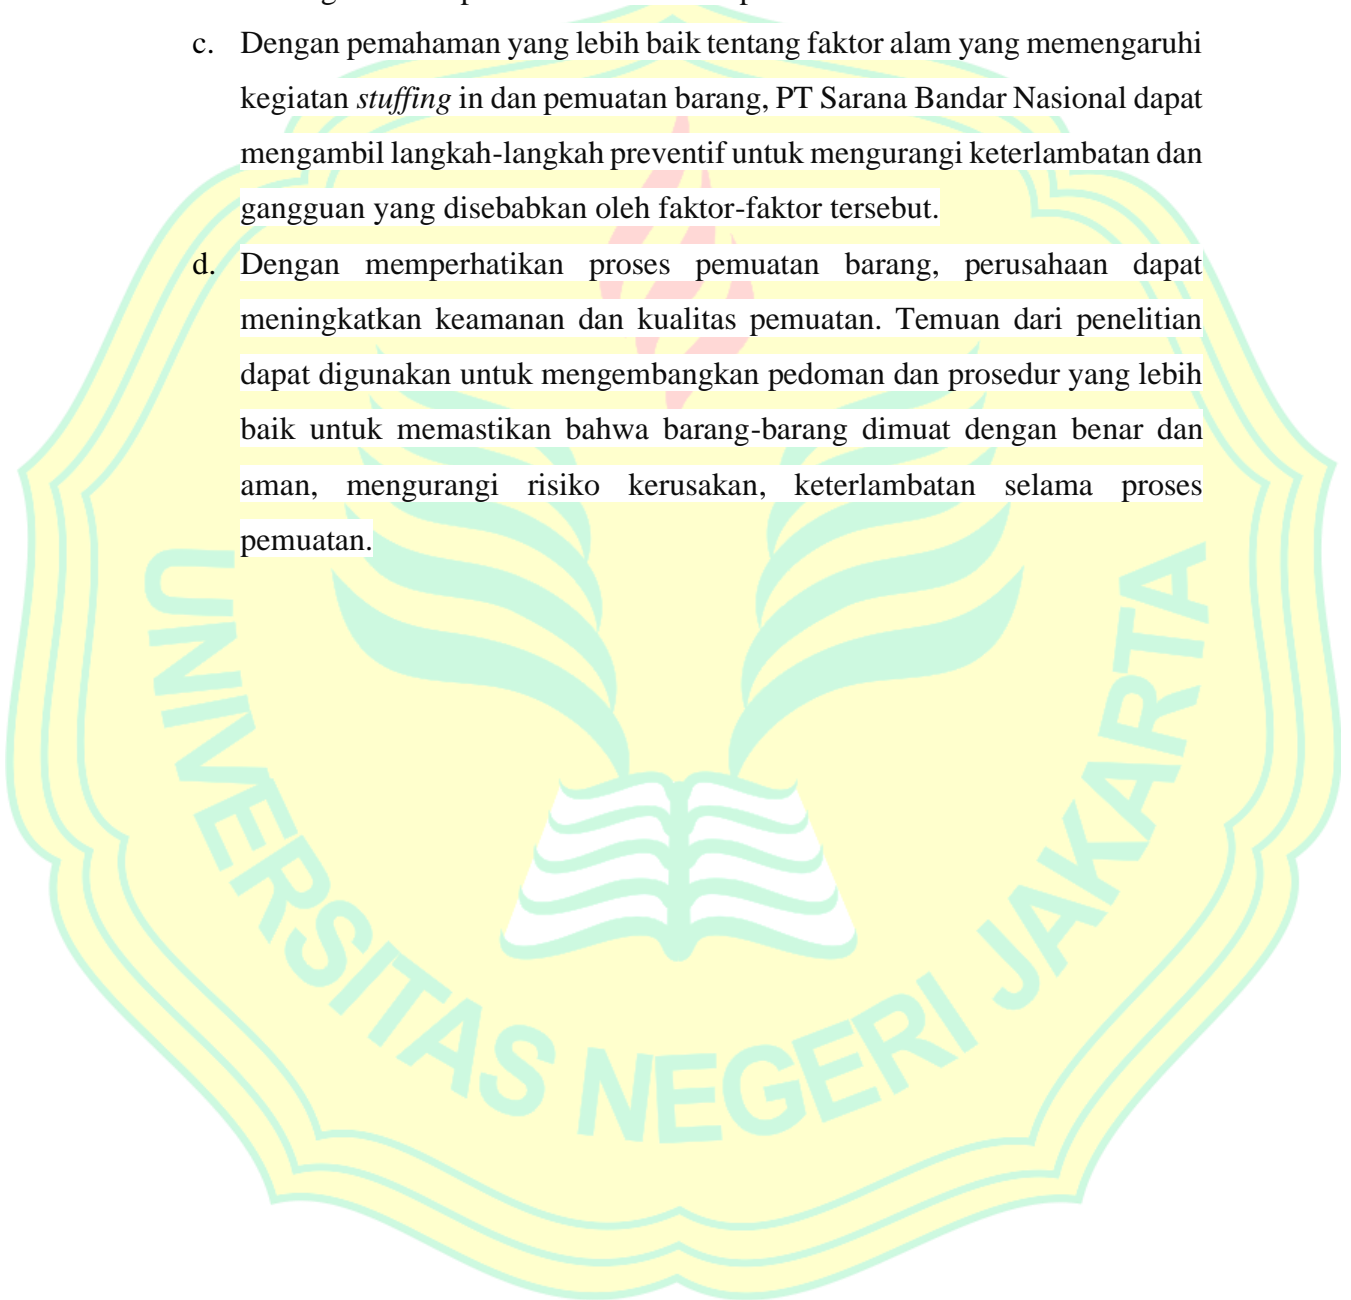 c. Dengan pemahaman yang lebih baik tentang faktor alam yang memengaruhi
kegiatan stuffing in dan pemuatan barang, PT Sarana Bandar Nasional dapat
mengambil langkah-langkah preventif untuk mengurangi keterlambatan dan
gangguan yang disebabkan oleh faktor-faktor tersebut.
d. Dengan memperhatikan proses pemuatan barang, perusahaan dapat
meningkatkan keamanan dan kualitas pemuatan. Temuan dari penelitian
dapat digunakan untuk mengembangkan pedoman dan prosedur yang lebih
baik untuk memastikan bahwa barang-barang dimuat dengan benar dan
aman, mengurangi risiko kerusakan, keterlambatan selama proses
pemuatan.
UNIVERSITAS NEGERI JAKARTA